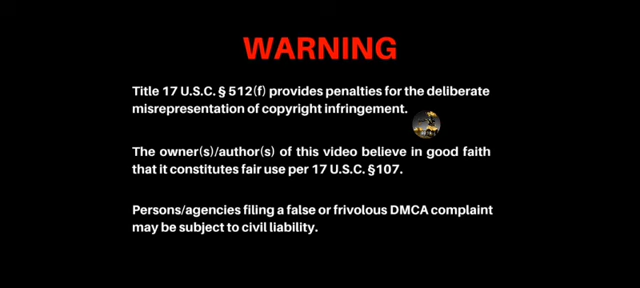 WARNING
Title 17 U.S.C. § 512(f) provides penalties for the deliberate
misrepresentation of copyright infringement.
The owner(s)/author(s) of this video believe in good faith
that it constitutes fair use per 17 U.S.C. §107.
Persons/agencies filing a false or frivolous DMCA complaint
may be subject to civil liability.